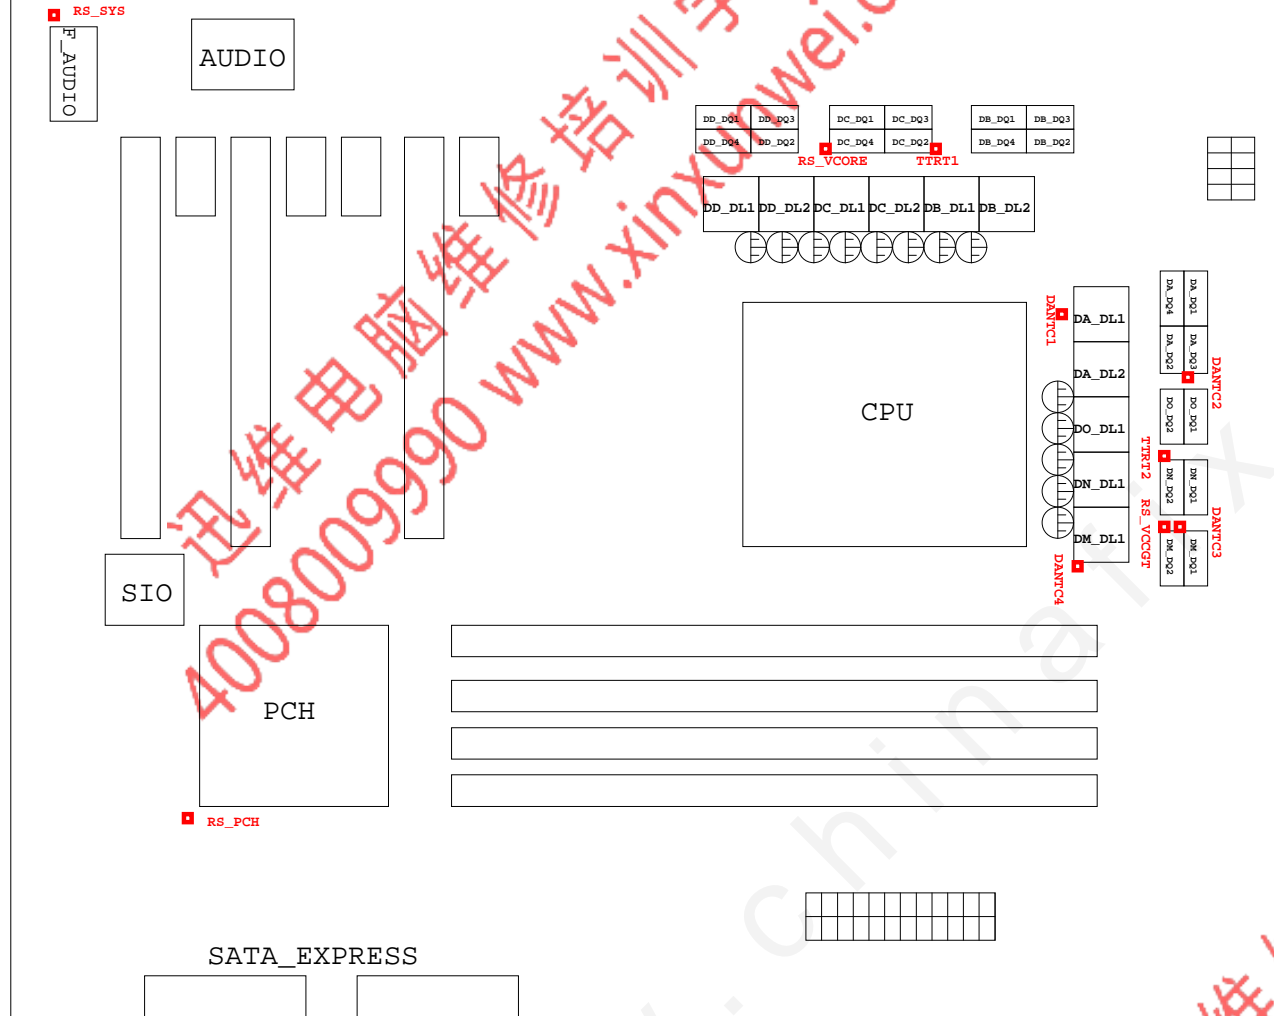 RS_SYS
F_AUDIO
AUDIO
DD_DQ1 DD_DQ3 DC_DQ1 DC_DQ3 DB_DQ1 DB_DQ3
DD_DQ4 DD_DQ2 DC_DQ4 DC_DQ2 DB_DQ4 DB_DQ2
RS_VCORE TTRT1
DD_DL1 DD_DL2 DC_DL1 DC_DL2 DB_DL1 DB_DL2
DANTC1
DA_DL1
DA_DQ4 DA_DQ1
DA_DL2
DA_DQ2 DA_DQ3
DANTC2
CPU
DO_DL1
DO_DQ2 DO_DQ1
TTRT2
DN_DL1
DN_DQ2 DN_DQ1
RS_VCCGT
DANTC3
DM_DL1
DM_DQ2 DM_DQ1
DANTC4
SIO
PCH
RS_PCH
SATA_EXPRESS
迅维电脑维修培训学
4008009990 www.xinxunwei.c
.chinafix
维